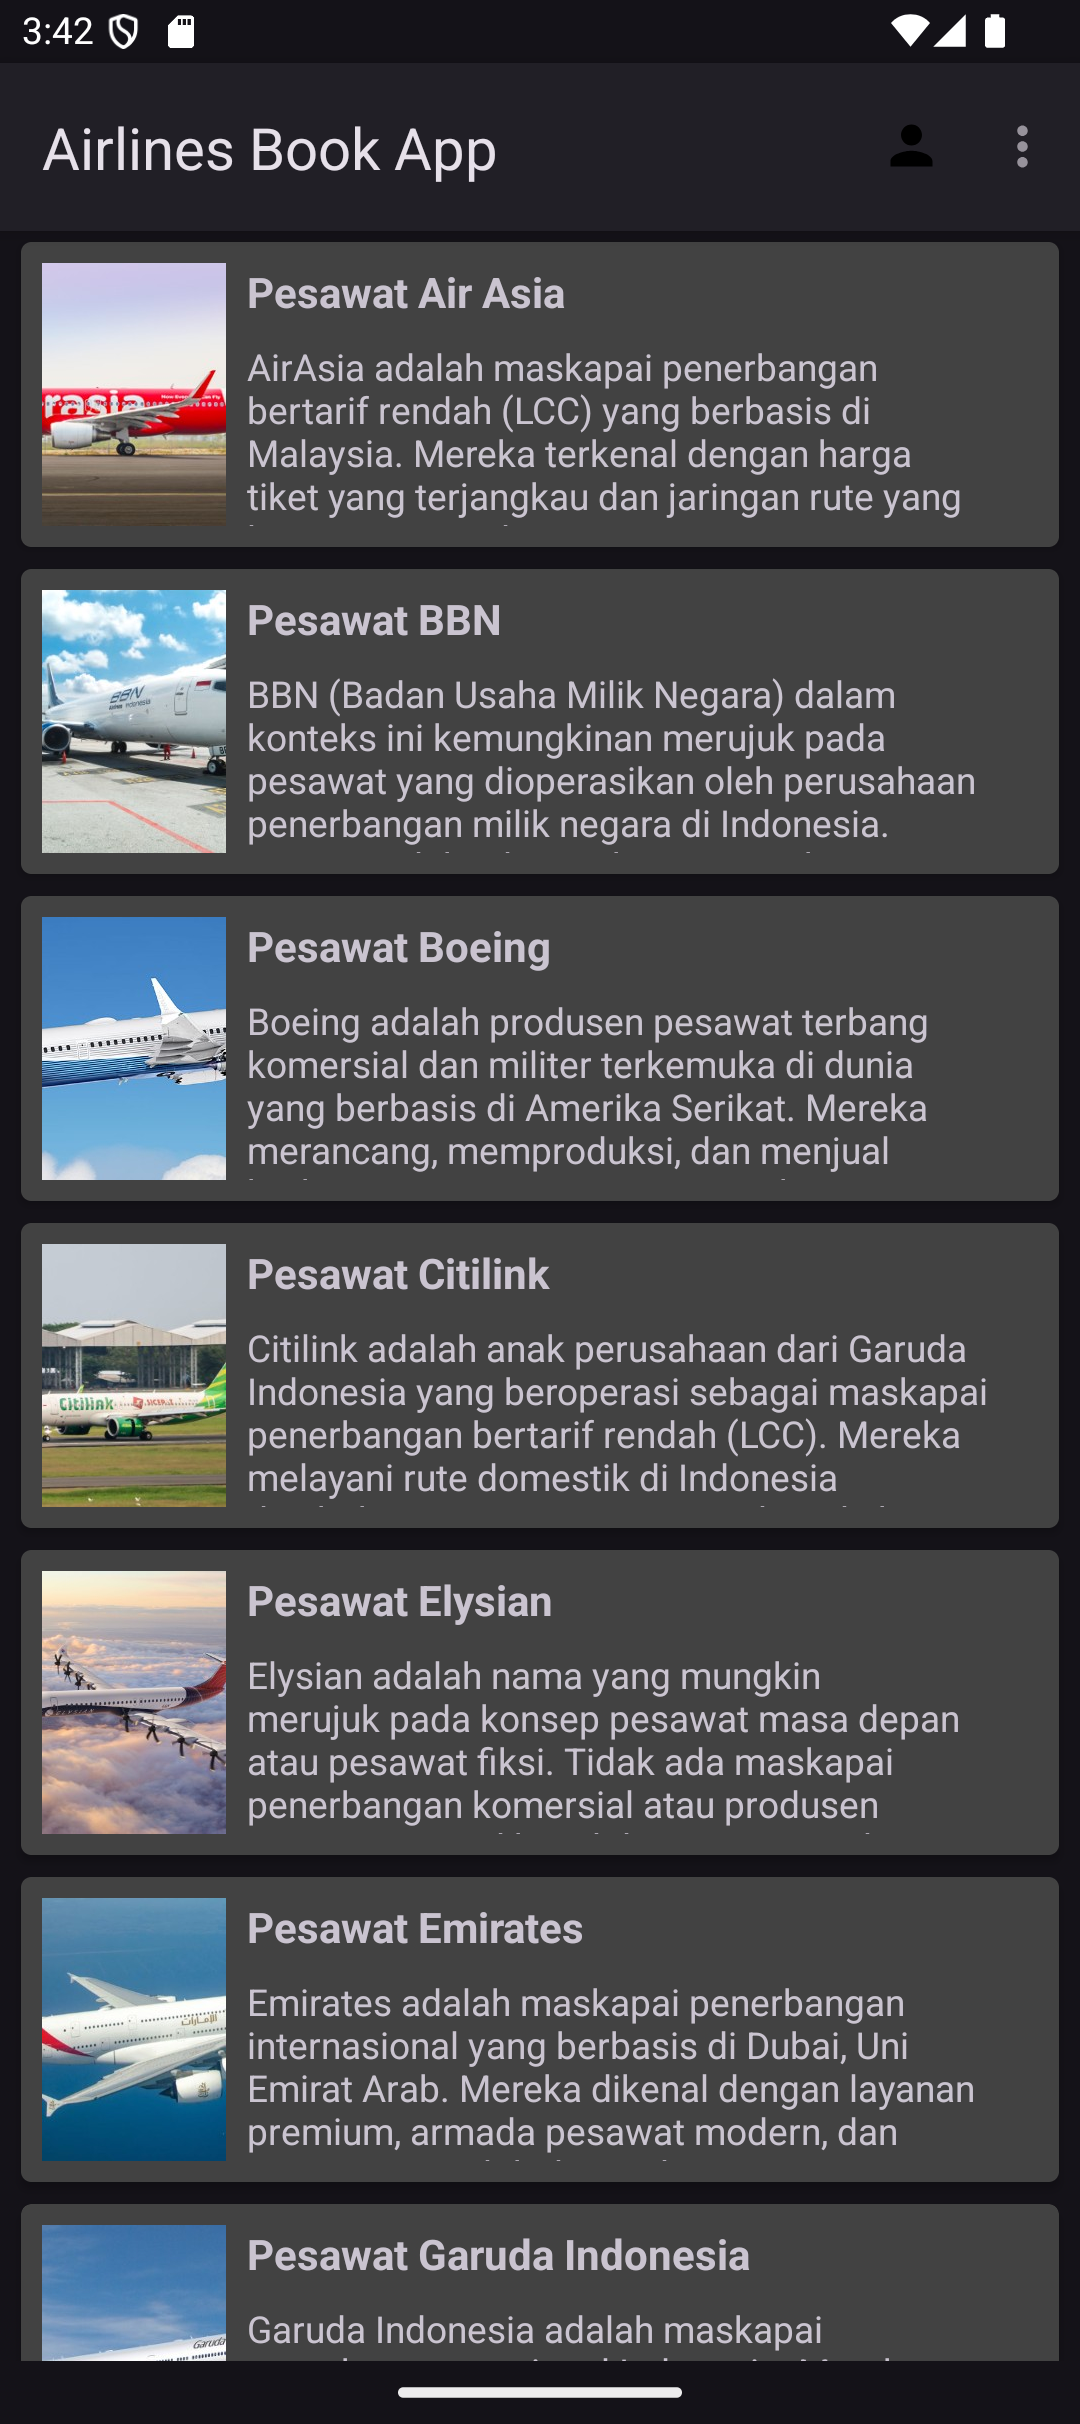 3:42
Airlines Book App
Pesawat Air Asia
AirAsia adalah maskapai penerbangan
bertarif rendah (LCC) yang berbasis di
Malaysia. Mereka terkenal dengan harga
tiket yang terjangkau dan jaringan rute yang
rasia
Pesawat BBN
BBN (Badan Usaha Milik Negara) dalam
konteks ini kemungkinan merujuk pada
pesawat yang dioperasikan oleh perusahaan
penerbangan milik negara di Indonesia.
BBN
Pesawat Boeing
Boeing adalah produsen pesawat terbang
komersial dan militer terkemuka di dunia
yang berbasis di Amerika Serikat. Mereka
merancang, memproduksi, dan menjual
Pesawat Citilink
Citilink adalah anak perusahaan dari Garuda
Indonesia yang beroperasi sebagai maskapai
penerbangan bertarif rendah (LCC). Mereka
melayani rute domestik di Indonesia
Citilink
Pesawat Elysian
Elysian adalah nama yang mungkin
merujuk pada konsep pesawat masa depan
atau pesawat fiksi. Tidak ada maskapai
penerbangan komersial atau produsen
Pesawat Emirates
Emirates adalah maskapai penerbangan
internasional yang berbasis di Dubai, Uni
Emirat Arab. Mereka dikenal dengan layanan
premium, armada pesawat modern, dan
الإمارات
Pesawat Garuda Indonesia
Garuda Indonesia adalah maskapai
Garuda